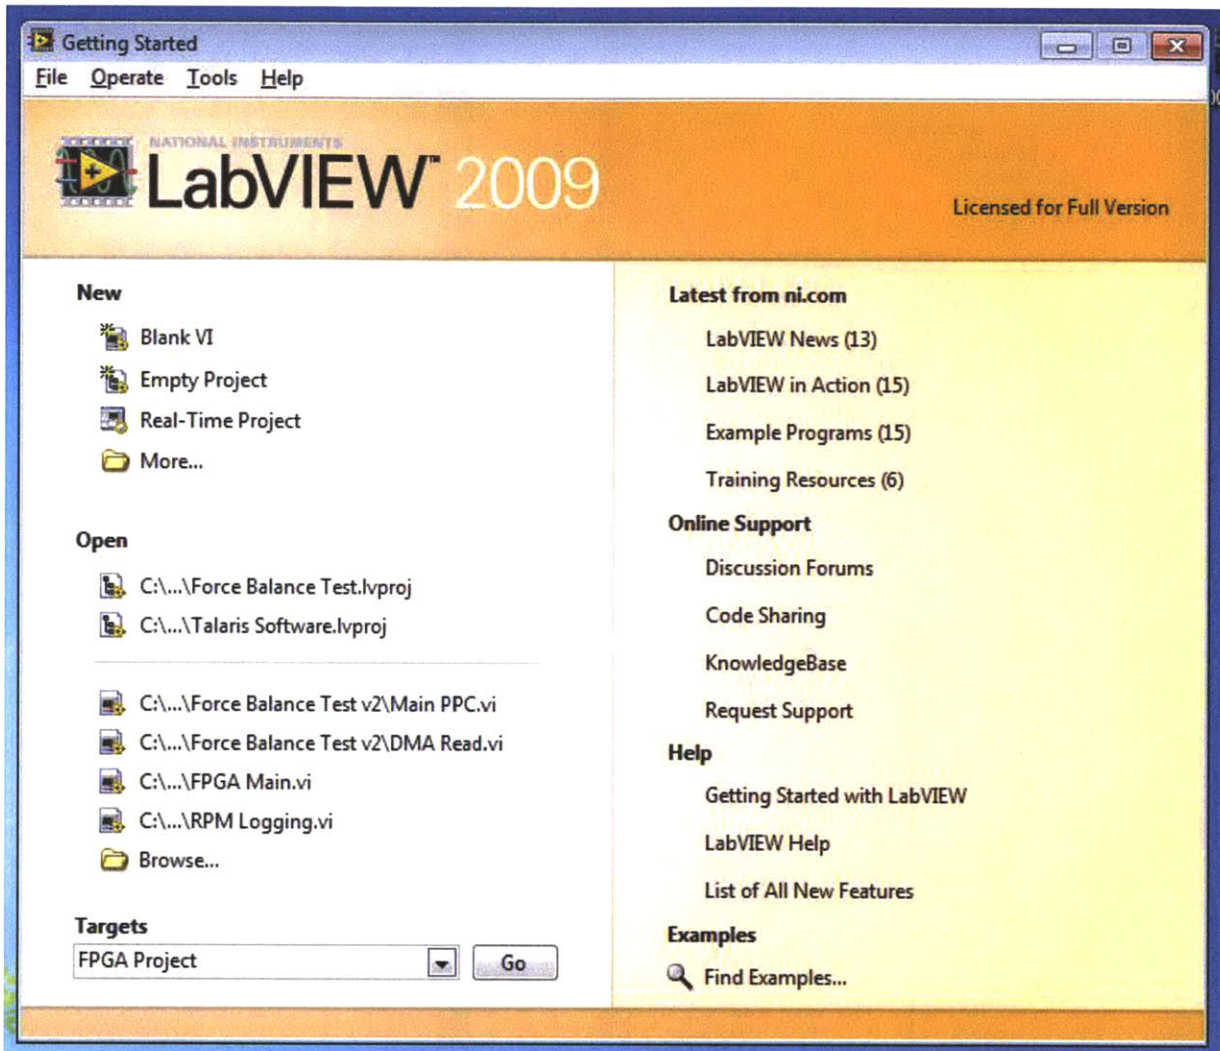 Getting Started
File Operate Tools Help
NATIONAL INSTRUMENTS
LabVIEW™ 2009
Licensed for Full Version
New
Blank VI
Empty Project
Real-Time Project
More...
Open
C:\...\Force Balance Test.lvproj
C:\...\Talaris Software.lvproj
C:\...\Force Balance Test v2\Main PPC.vi
C:\...\Force Balance Test v2\DMA Read.vi
C:\...\FPGA Main.vi
C:\...\RPM Logging.vi
Browse...
Targets
FPGA Project
Go
Latest from ni.com
LabVIEW News (13)
LabVIEW in Action (15)
Example Programs (15)
Training Resources (6)
Online Support
Discussion Forums
Code Sharing
KnowledgeBase
Request Support
Help
Getting Started with LabVIEW
LabVIEW Help
List of All New Features
Examples
Find Examples...